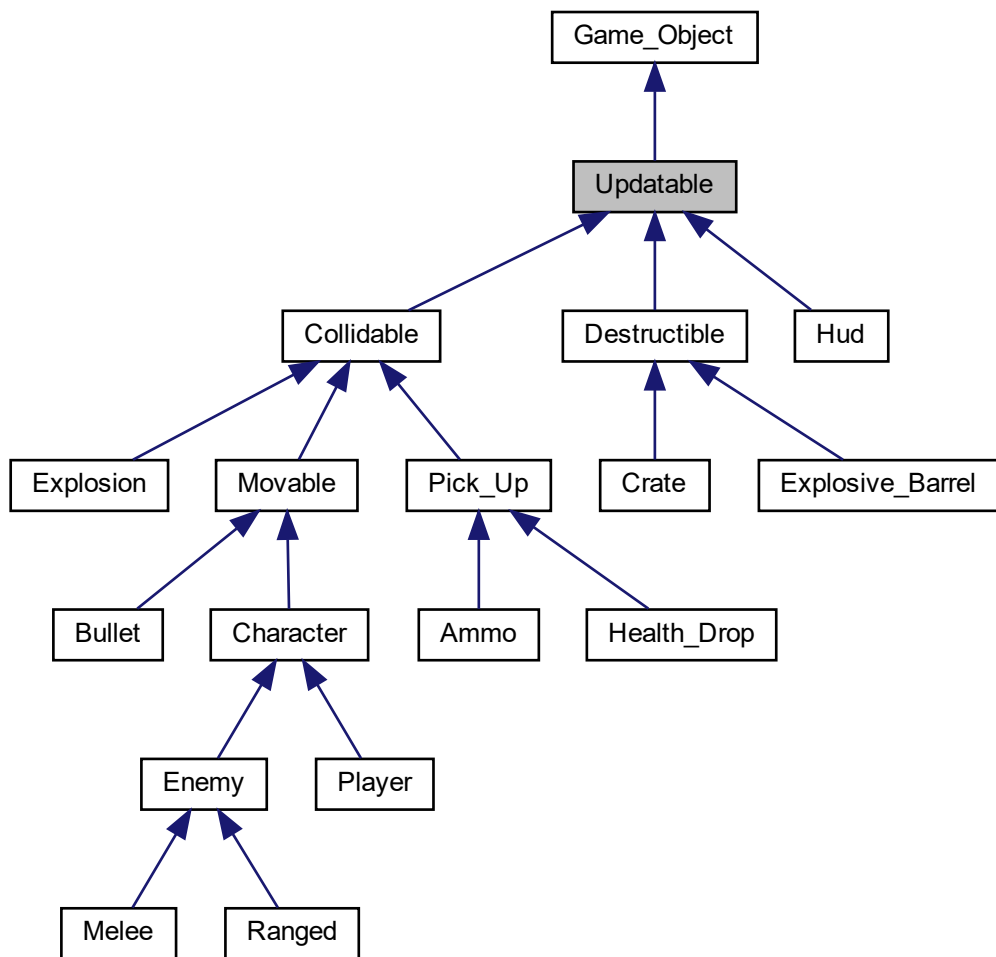 Game_Object
Updatable
Collidable
Destructible
Hud
Explosion
Movable
Pick_Up
Crate
Explosive_Barrel
Bullet
Character
Ammo
Health_Drop
Enemy
Player
Melee
Ranged